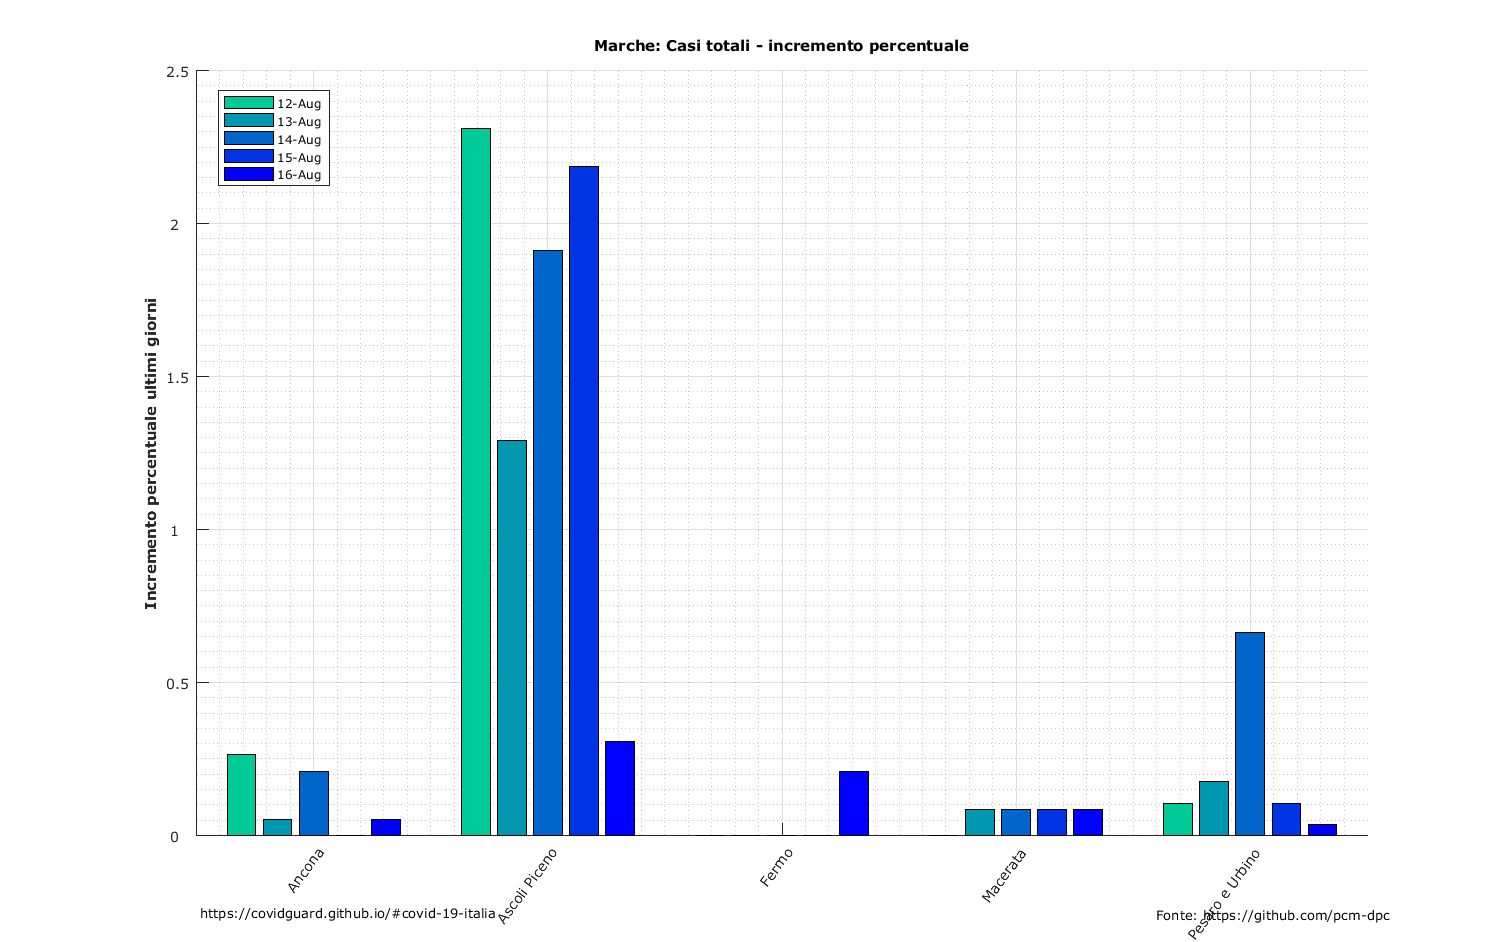 Marche: Casi totali - incremento percentuale
2.5
2
1.5
1
0.5
0
Incremento percentuale ultimi giorni
12-Aug
13-Aug
14-Aug
15-Aug
16-Aug
Ancona
Ascoli Piceno
Fermo
Macerata
Pesaro e Urbino
https://covidguard.github.io/#covid-19-italia
Fonte: https://github.com/pcm-dpc